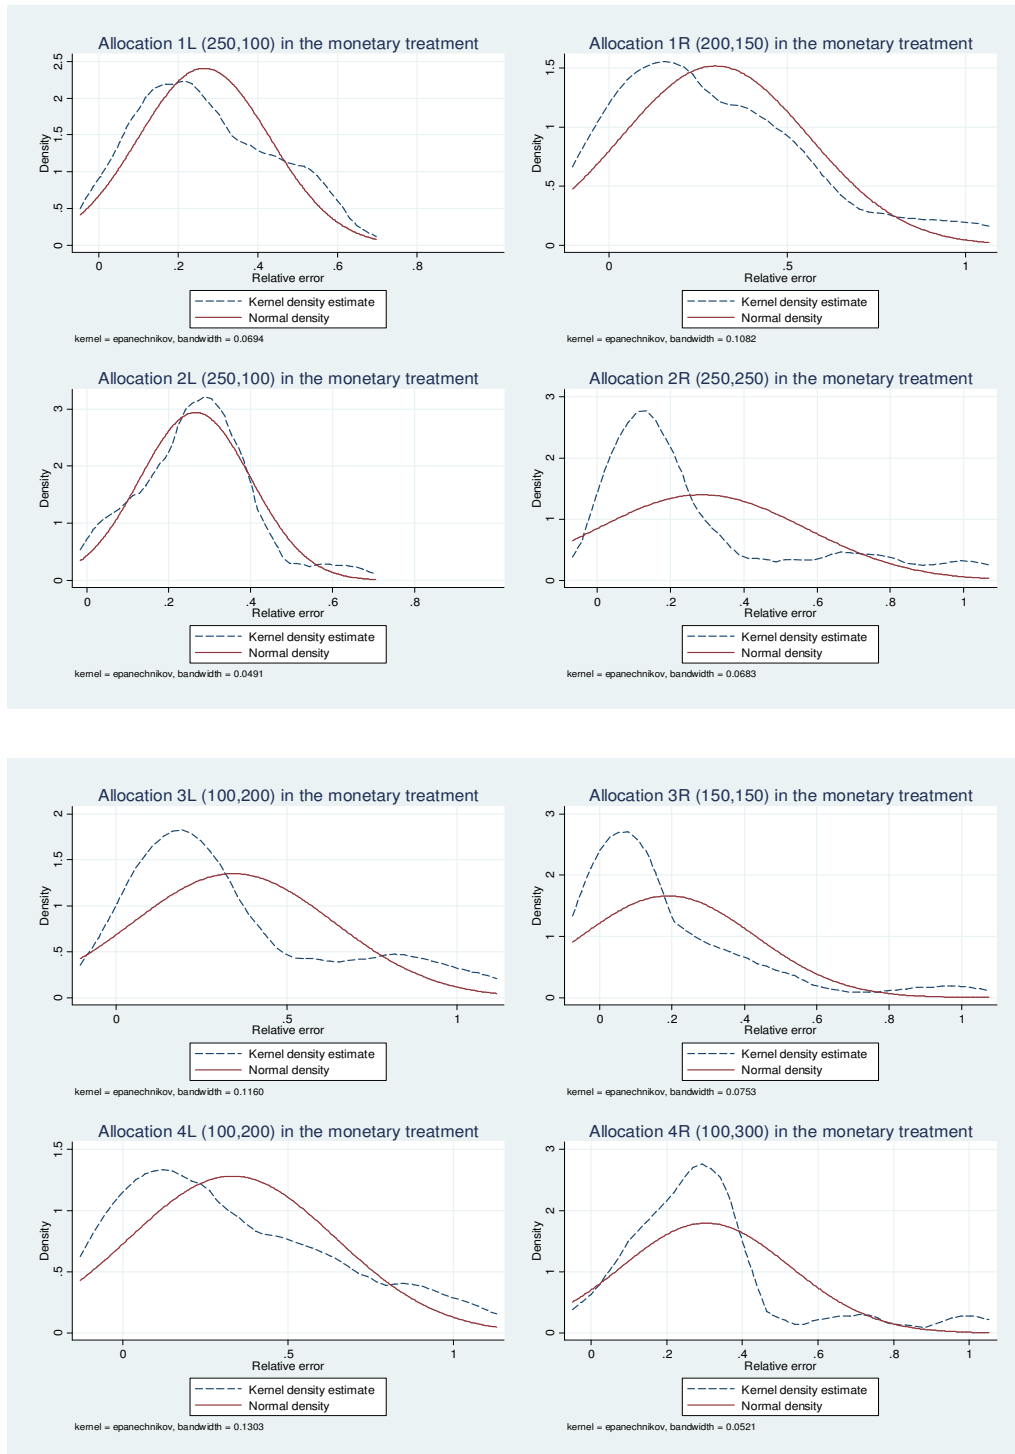 Allocation 1L (250,100) in the monetary treatment
Density
0 .5 1 1.5 2 2.5
0 .2 .4 .6 .8
Relative error
Kernel density estimate
Normal density
kernel = epanechnikov, bandwidth = 0.0694
Allocation 1R (200,150) in the monetary treatment
Density
0 .5 1 1.5
0 .5 1
Relative error
Kernel density estimate
Normal density
kernel = epanechnikov, bandwidth = 0.1082
Allocation 2L (250,100) in the monetary treatment
Density
0 1 2 3
0 .2 .4 .6 .8
Relative error
Kernel density estimate
Normal density
kernel = epanechnikov, bandwidth = 0.0491
Allocation 2R (250,250) in the monetary treatment
Density
0 1 2 3
0 .2 .4 .6 .8 1
Relative error
Kernel density estimate
Normal density
kernel = epanechnikov, bandwidth = 0.0683
Allocation 3L (100,200) in the monetary treatment
Density
0 .5 1 1.5 2
0 .5 1
Relative error
Kernel density estimate
Normal density
kernel = epanechnikov, bandwidth = 0.1160
Allocation 3R (150,150) in the monetary treatment
Density
0 1 2 3
0 .2 .4 .6 .8 1
Relative error
Kernel density estimate
Normal density
kernel = epanechnikov, bandwidth = 0.0753
Allocation 4L (100,200) in the monetary treatment
Density
0 .5 1 1.5
0 .5 1
Relative error
Kernel density estimate
Normal density
kernel = epanechnikov, bandwidth = 0.1303
Allocation 4R (100,300) in the monetary treatment
Density
0 1 2 3
0 .2 .4 .6 .8 1
Relative error
Kernel density estimate
Normal density
kernel = epanechnikov, bandwidth = 0.0521